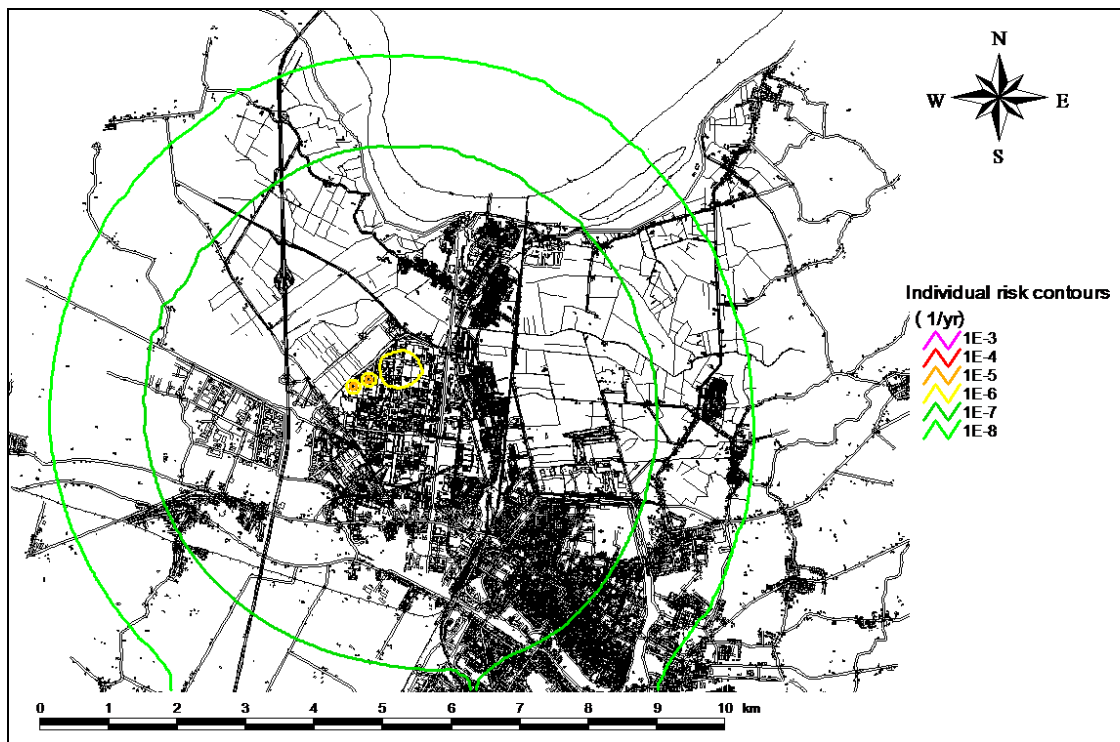 N
W E
S
Individual risk contours
( 1/yr)
1E-3
1E-4
1E-5
1E-6
1E-7
1E-8
0 1 2 3 4 5 6 7 8 9 10 km